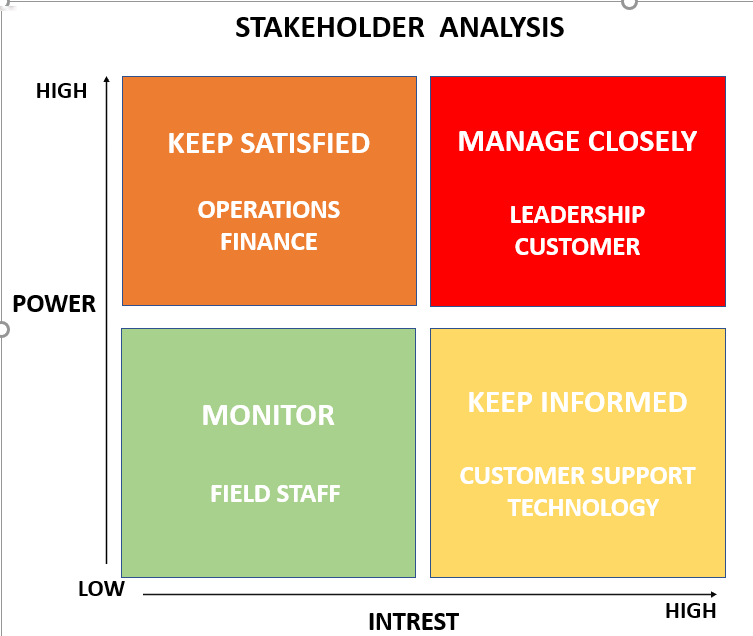 STAKEHOLDER ANALYSIS
HIGH
KEEP SATISFIED
OPERATIONS
FINANCE
MANAGE CLOSELY
LEADERSHIP
CUSTOMER
POWER
MONITOR
FIELD STAFF
KEEP INFORMED
CUSTOMER SUPPORT
TECHNOLOGY
LOW
HIGH
INTREST